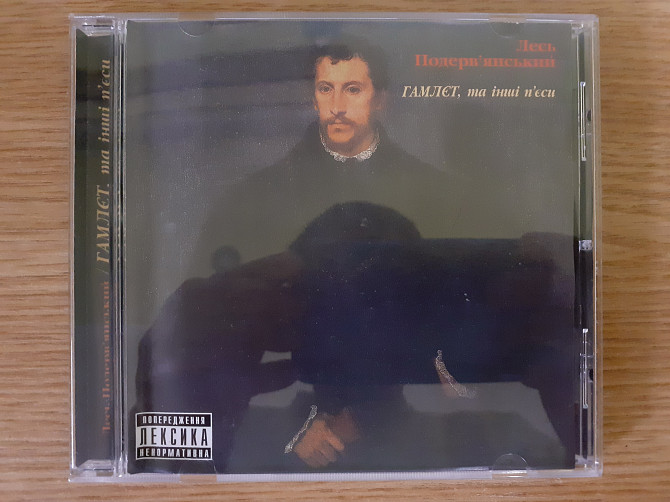 Лесь
Подерв'янський
ГАМЛЄТ, та інші п'єси
Лесь Подерв'янський / ГАМЛЄТ, та інші п'єси
ПОПЕРЕДЖЕННЯ
ЛЕКСИКА
НЕНОРМАТИВНА